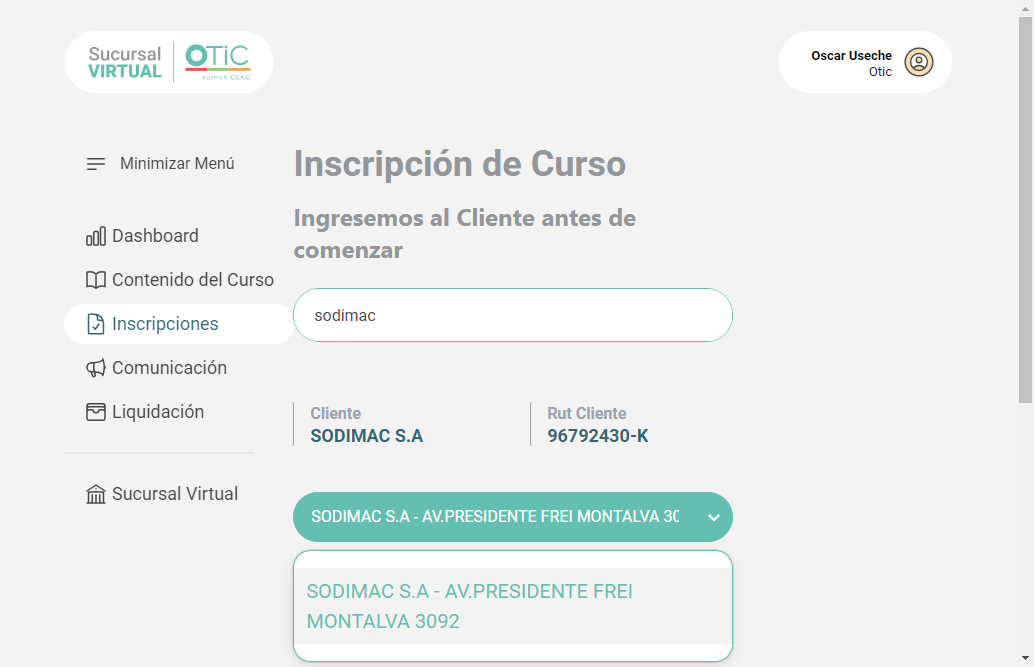 Sucursal
VIRTUAL
OTIC
somos CChC
Oscar Useche
Otic
Minimizar Menú
Dashboard
Contenido del Curso
Inscripciones
Comunicación
Liquidación
Sucursal Virtual
Inscripción de Curso
Ingresemos al Cliente antes de
comenzar
sodimac
Cliente
SODIMAC S.A
Rut Cliente
96792430-K
SODIMAC S.A - AV.PRESIDENTE FREI MONTALVA 30
SODIMAC S.A - AV.PRESIDENTE FREI
MONTALVA 3092